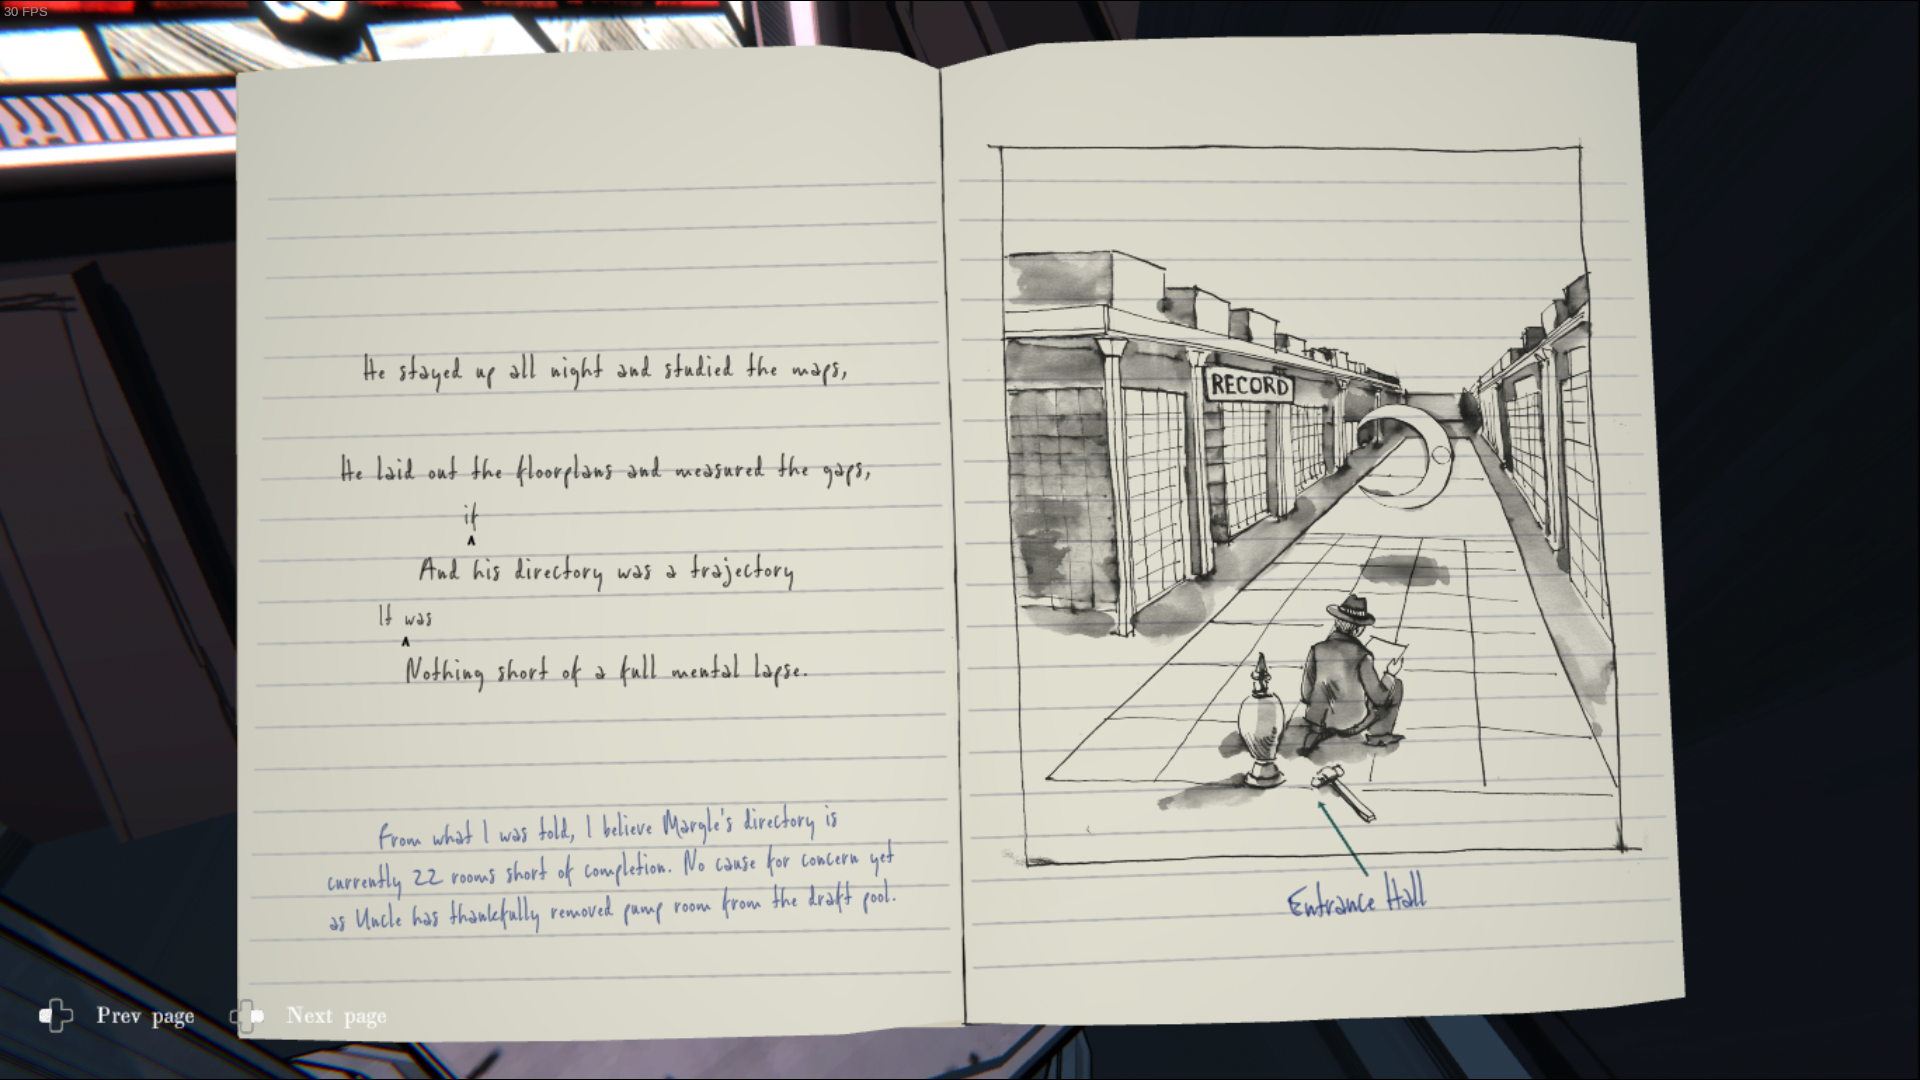 30 FPS
He stayed up all night and studied the maps,
He laid out the floorplans and measured the gaps,
if
^
And his directory was a trajectory
It was
^
Nothing short of a full mental lapse.
From what I was told, I believe Margle's directory is
currently 22 rooms short of completion. No cause for concern yet
as Uncle has thankfully removed pump room from the draft pool.
RECORD
Entrance Hall
Prev page
Next page